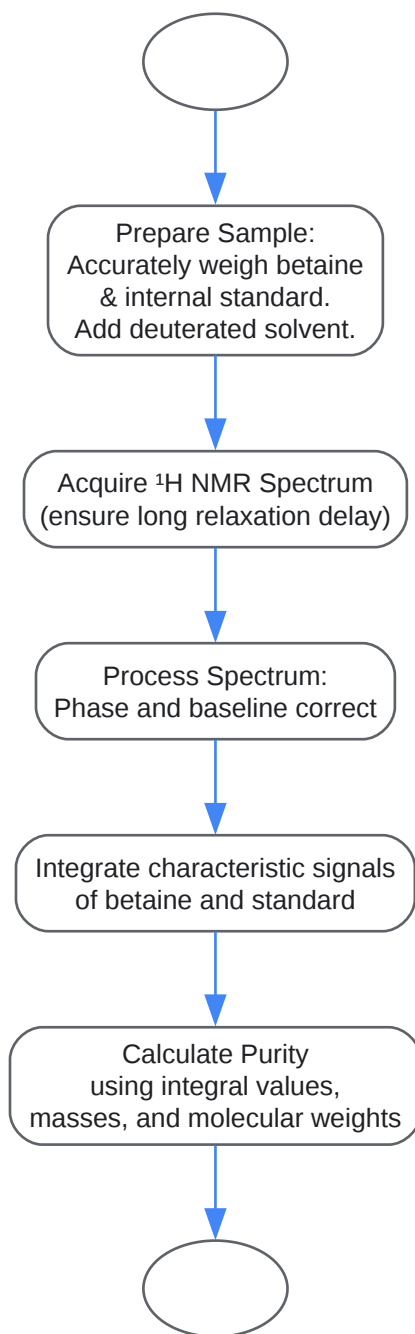 Prepare Sample:
Accurately weigh betaine
& internal standard.
Add deuterated solvent.
Acquire ¹H NMR Spectrum
(ensure long relaxation delay)
Process Spectrum:
Phase and baseline correct
Integrate characteristic signals
of betaine and standard
Calculate Purity
using integral values,
masses, and molecular weights